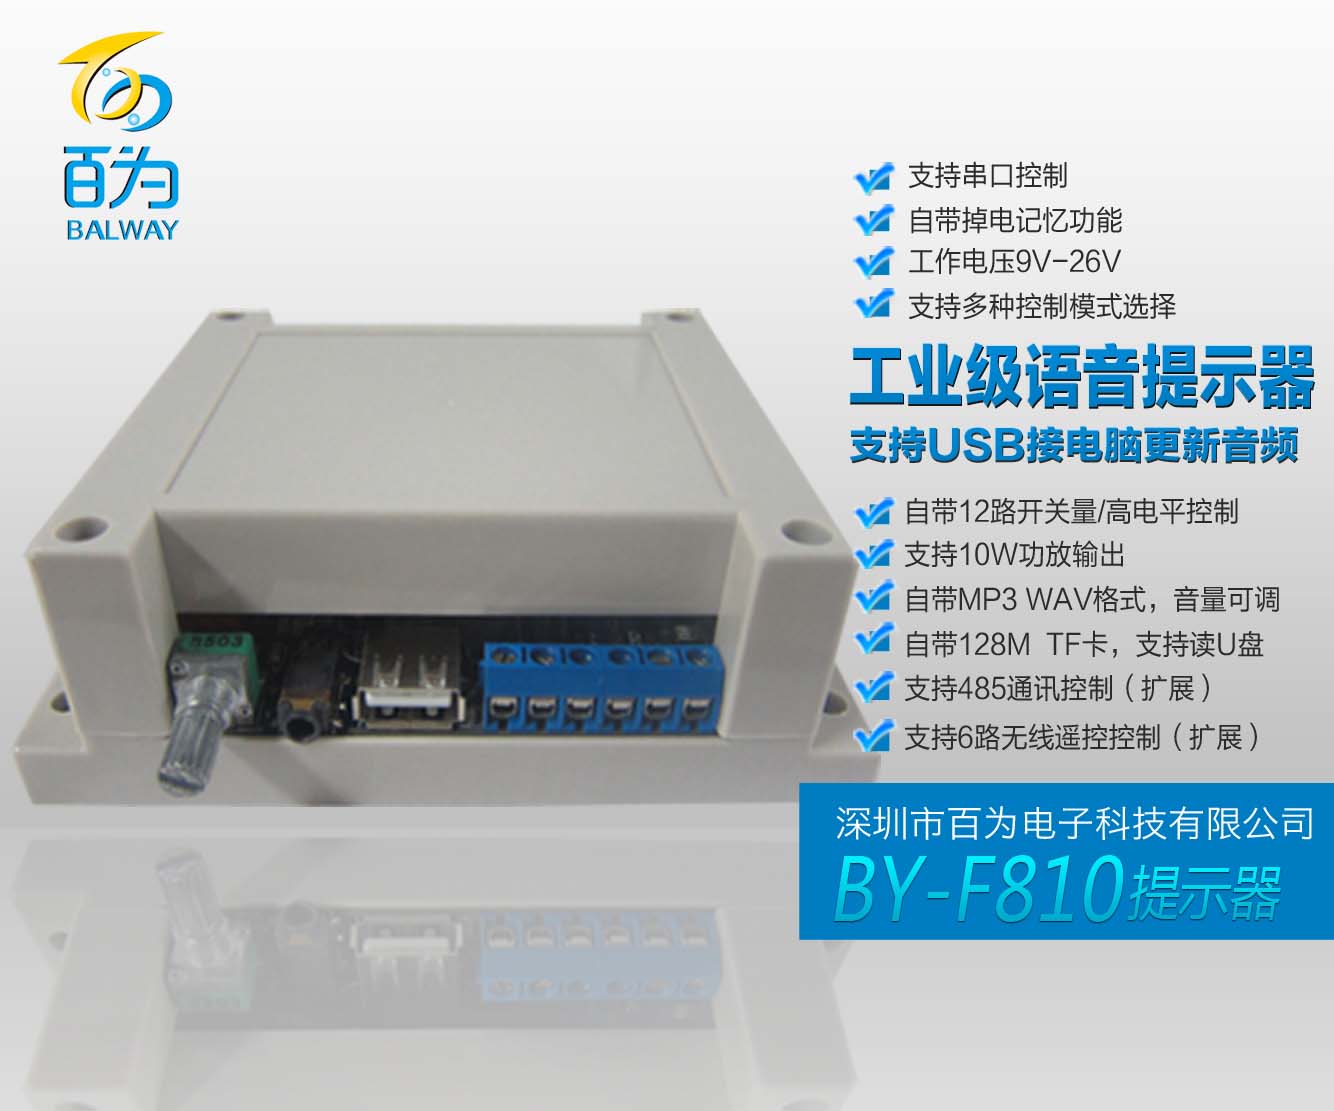 百为
BALWAY
支持串口控制
自带掉电记忆功能
工作电压9V-26V
支持多种控制模式选择
工业级语音提示器
支持USB接电脑更新音频
自带12路开关量/高电平控制
支持10W功放输出
自带MP3 WAV格式，音量可调
自带128M TF卡，支持读U盘
支持485通讯控制（扩展）
支持6路无线遥控控制（扩展）
深圳市百为电子科技有限公司
BY-F810提示器